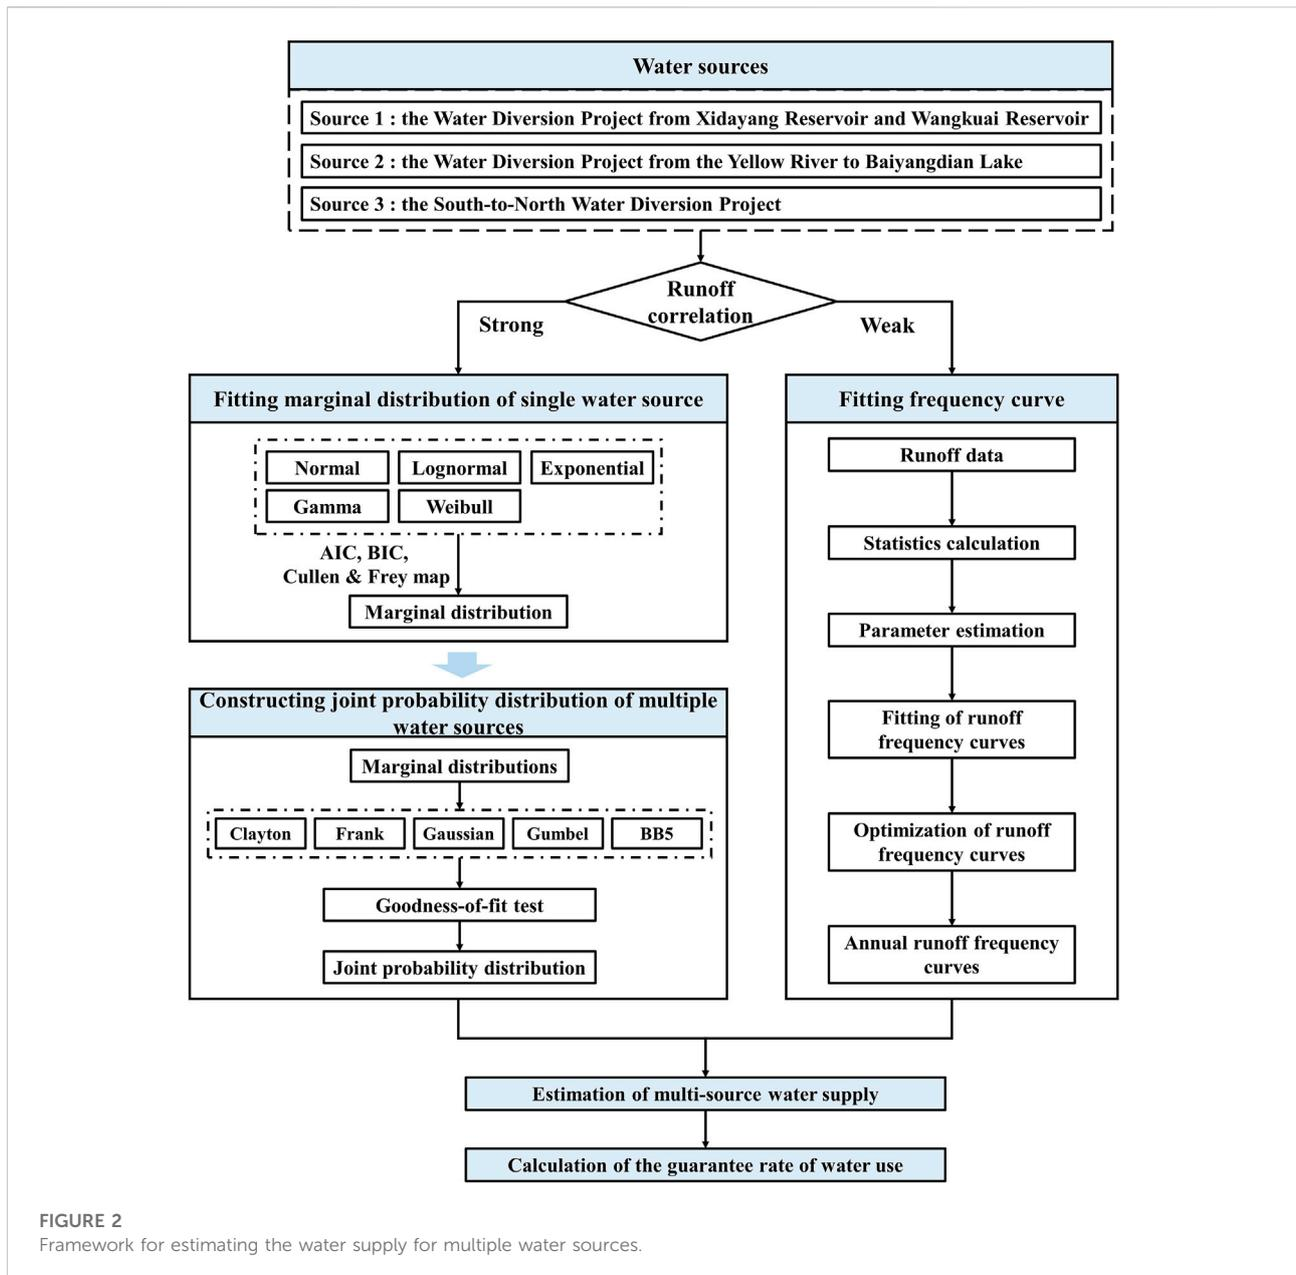 Water sources
Source 1 : the Water Diversion Project from Xidayang Reservoir and Wangkuai Reservoir
Source 2 : the Water Diversion Project from the Yellow River to Baiyangdian Lake
Source 3 : the South-to-North Water Diversion Project
Runoff
correlation
Strong
Weak
Fitting marginal distribution of single water source
Normal
Lognormal
Exponential
Gamma
Weibull
AIC, BIC,
Cullen & Frey map
Marginal distribution
Constructing joint probability distribution of multiple
water sources
Marginal distributions
Clayton
Frank
Gaussian
Gumbel
BB5
Goodness-of-fit test
Joint probability distribution
Fitting frequency curve
Runoff data
Statistics calculation
Parameter estimation
Fitting of runoff
frequency curves
Optimization of runoff
frequency curves
Annual runoff frequency
curves
Estimation of multi-source water supply
Calculation of the guarantee rate of water use
FIGURE 2
Framework for estimating the water supply for multiple water sources.